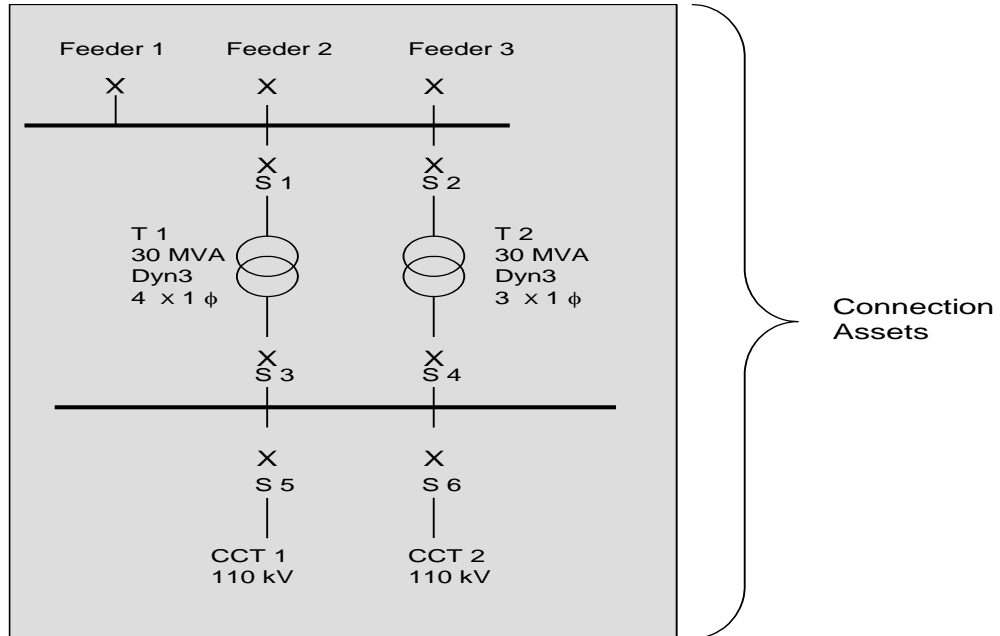 Feeder 1 Feeder 2 Feeder 3
X X X
X X
S 1 S 2
T 1
30 MVA
Dyn3
4 x 1 ϕ
T 2
30 MVA
Dyn3
3 x 1 ϕ
X X
S 3 S 4
X X
S 5 S 6
CCT 1
110 kV
CCT 2
110 kV
Connection
Assets